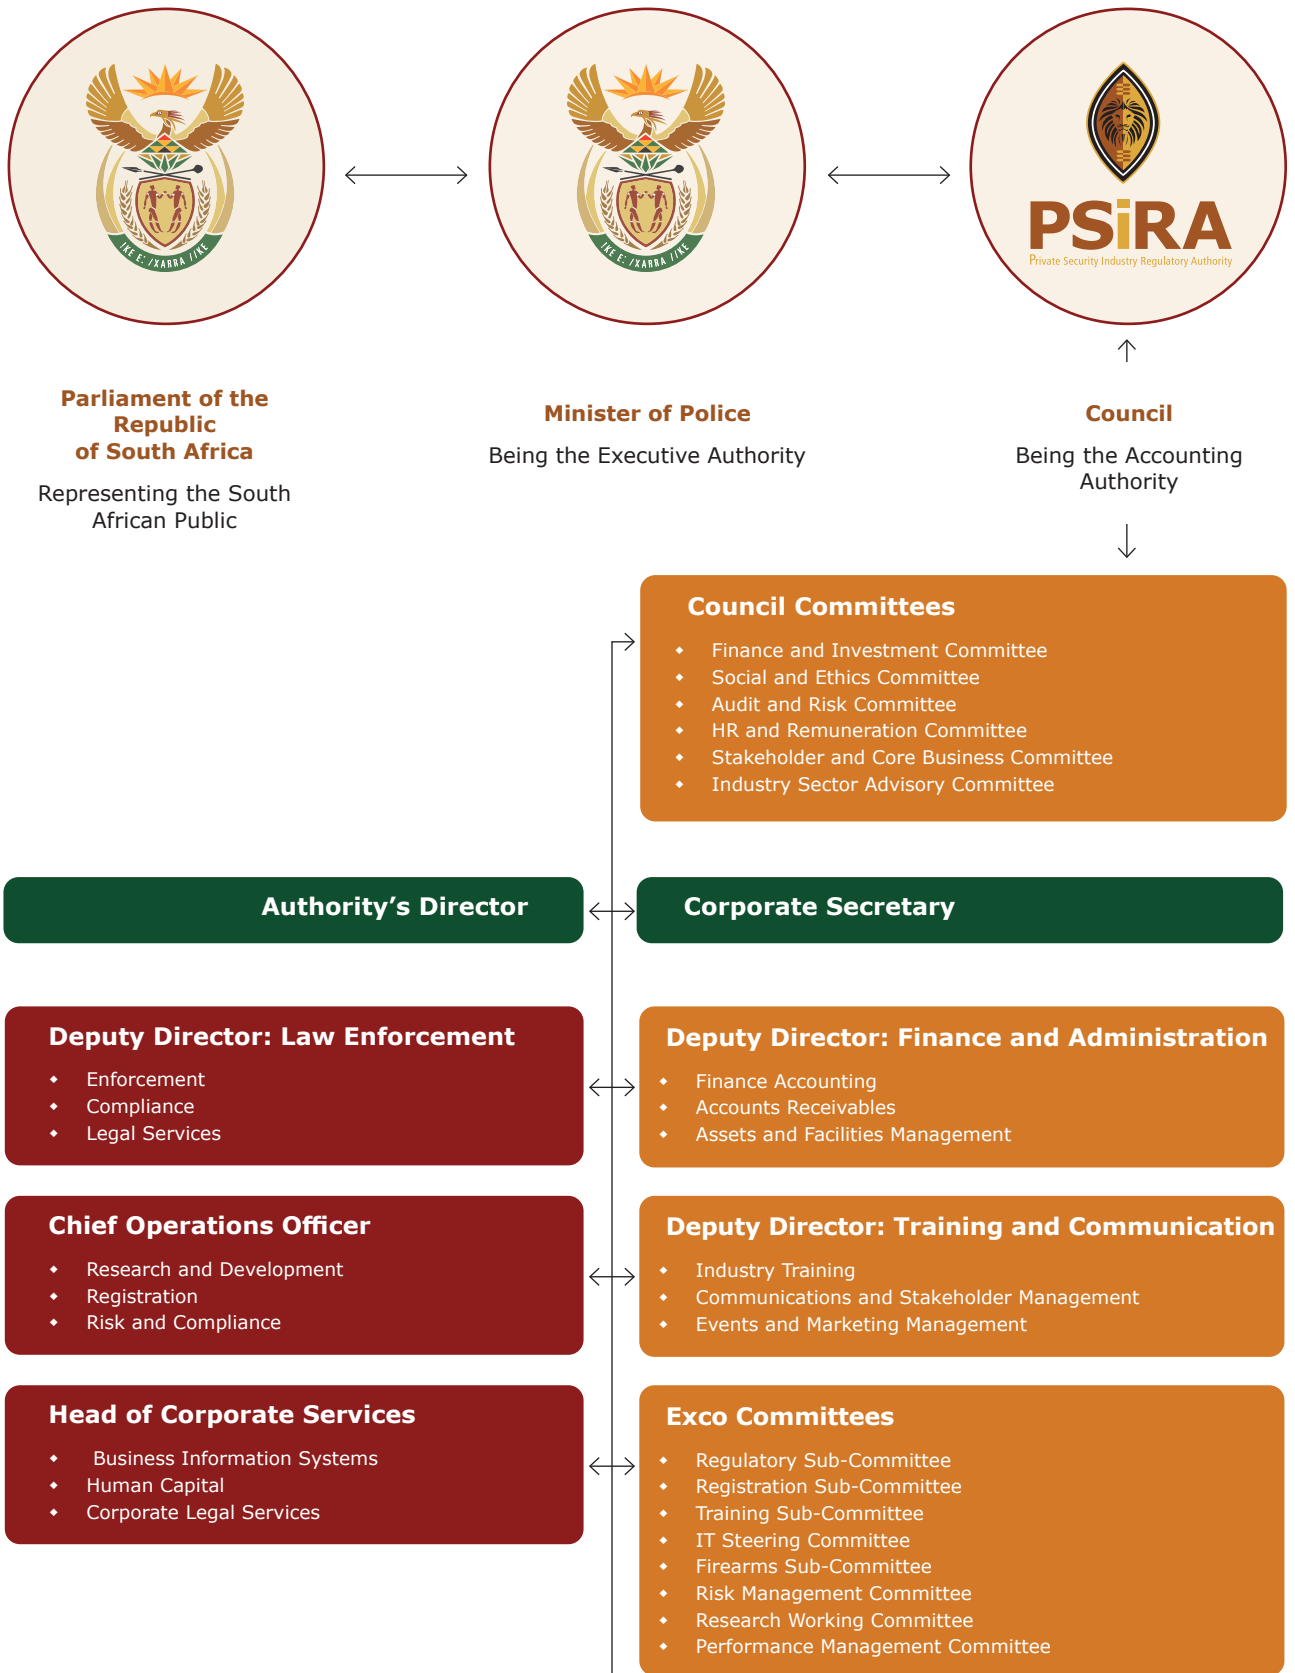 !KE E: /XARRA //KE
!KE E: /XARRA //KE
PSiRA
Private Security Industry Regulatory Authority
Parliament of the
Republic
of South Africa
Representing the South
African Public
Minister of Police
Being the Executive Authority
Council
Being the Accounting
Authority
Council Committees
Finance and Investment Committee
Social and Ethics Committee
Audit and Risk Committee
HR and Remuneration Committee
Stakeholder and Core Business Committee
Industry Sector Advisory Committee
Authority’s Director
Corporate Secretary
Deputy Director: Law Enforcement
Enforcement
Compliance
Legal Services
Deputy Director: Finance and Administration
Finance Accounting
Accounts Receivables
Assets and Facilities Management
Chief Operations Officer
Research and Development
Registration
Risk and Compliance
Deputy Director: Training and Communication
Industry Training
Communications and Stakeholder Management
Events and Marketing Management
Head of Corporate Services
Business Information Systems
Human Capital
Corporate Legal Services
Exco Committees
Regulatory Sub-Committee
Registration Sub-Committee
Training Sub-Committee
IT Steering Committee
Firearms Sub-Committee
Risk Management Committee
Research Working Committee
Performance Management Committee